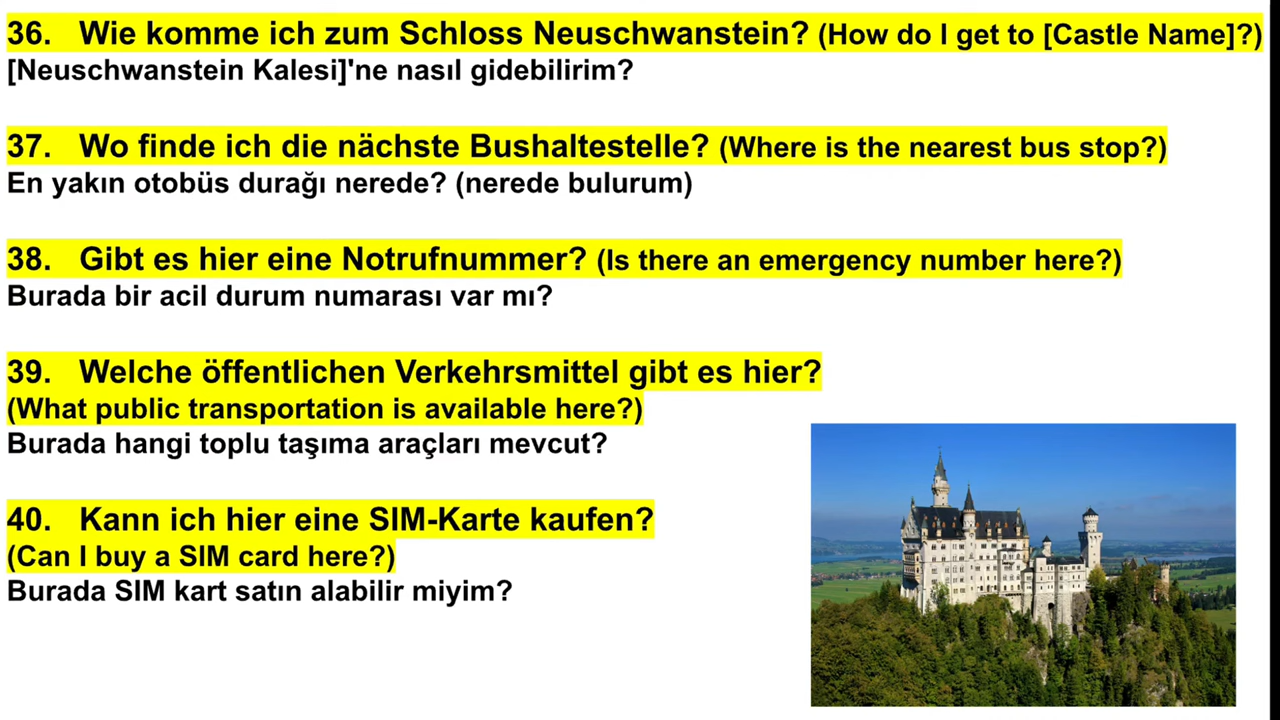 36. Wie komme ich zum Schloss Neuschwanstein? (How do I get to [Castle Name]?)
[Neuschwanstein Kalesi]'ne nasıl gidebilirim?
37. Wo finde ich die nächste Bushaltestelle? (Where is the nearest bus stop?)
En yakın otobüs durağı nerede? (nerede bulurum)
38. Gibt es hier eine Notrufnummer? (Is there an emergency number here?)
Burada bir acil durum numarası var mı?
39. Welche öffentlichen Verkehrsmittel gibt es hier?
(What public transportation is available here?)
Burada hangi toplu taşıma araçları mevcut?
40. Kann ich hier eine SIM-Karte kaufen?
(Can I buy a SIM card here?)
Burada SIM kart satın alabilir miyim?